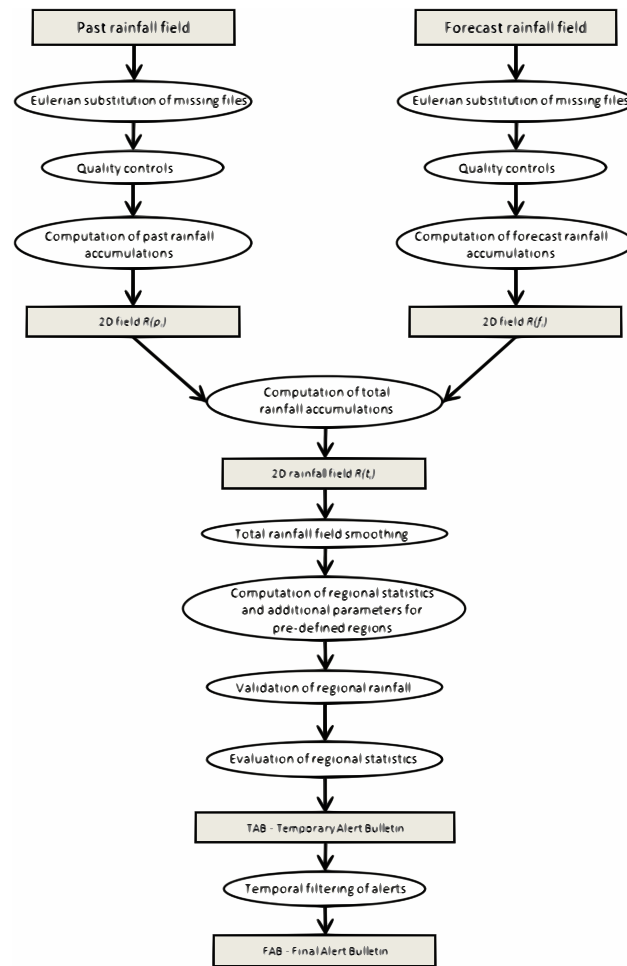 Past rainfall field
Forecast rainfall field
Eulerian substitution of missing files
Eulerian substitution of missing files
Quality controls
Quality controls
Computation of past rainfall
accumulations
Computation of forecast rainfall
accumulations
2D field R(pᵢ)
2D field R(fᵢ)
Computation of total
rainfall accumulations
2D rainfall field R(tᵢ)
Total rainfall field smoothing
Computation of regional statistics
and additional parameters for
pre-defined regions
Validation of regional rainfall
Evaluation of regional statistics
TAB - Temporary Alert Bulletin
Temporal filtering of alerts
FAB - Final Alert Bulletin